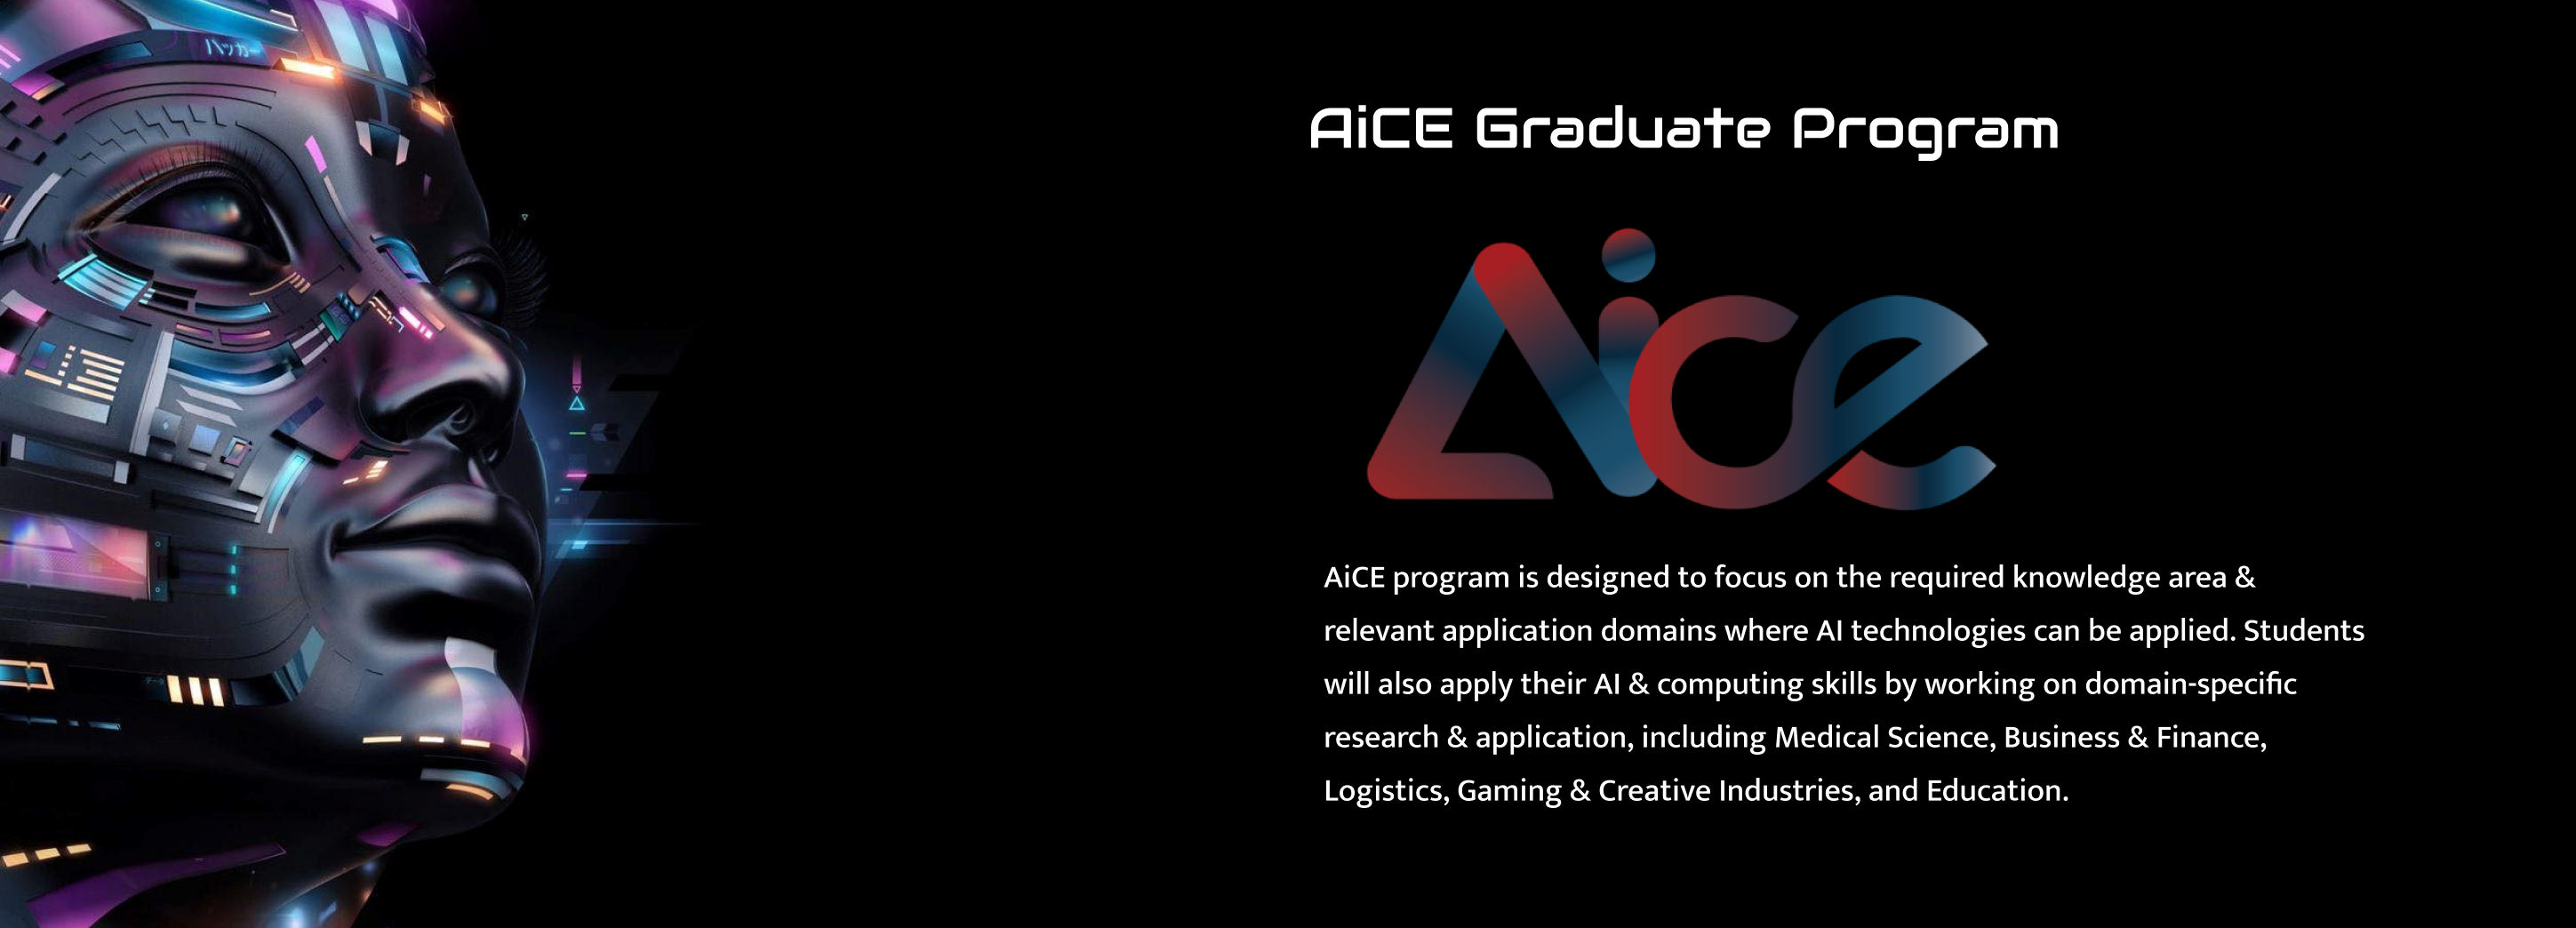 ハッカー
AiCE Graduate Program
Aice
AiCE program is designed to focus on the required knowledge area &
relevant application domains where AI technologies can be applied. Students
will also apply their AI & computing skills by working on domain-specific
research & application, including Medical Science, Business & Finance,
Logistics, Gaming & Creative Industries, and Education.